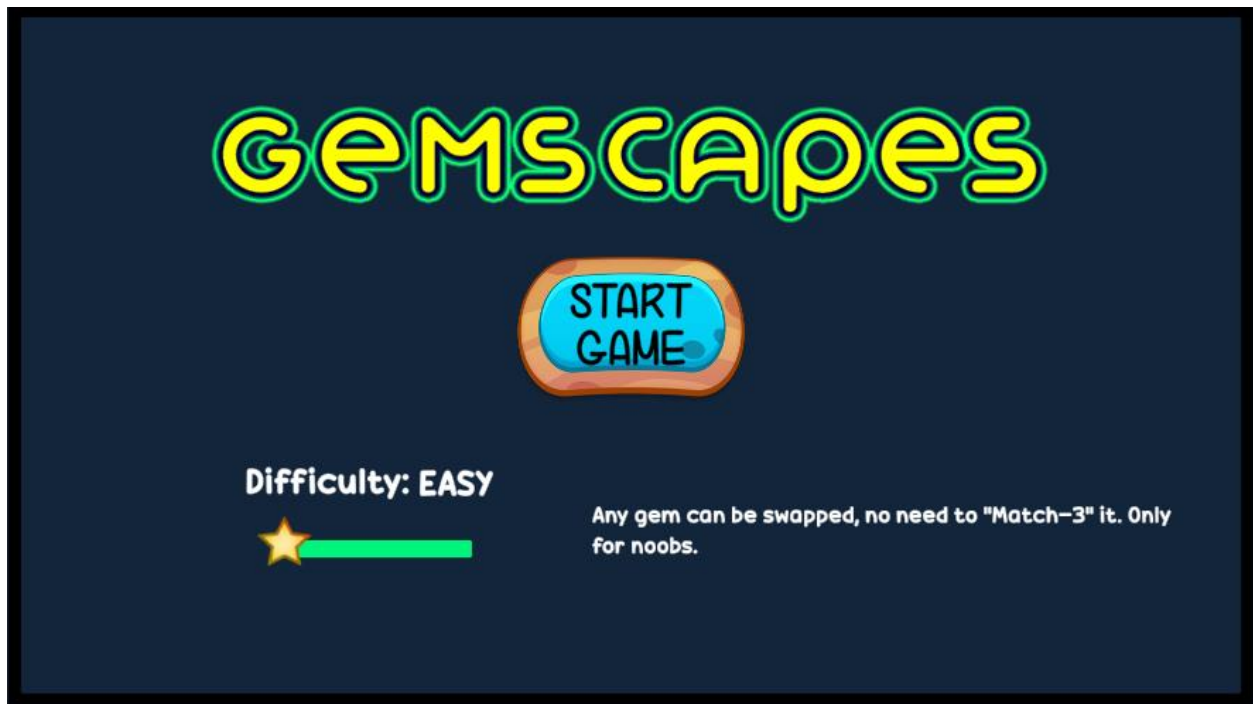 GEMSCAPES
START
GAME
Difficulty: EASY
Any gem can be swapped, no need to "Match-3" it. Only
for noobs.